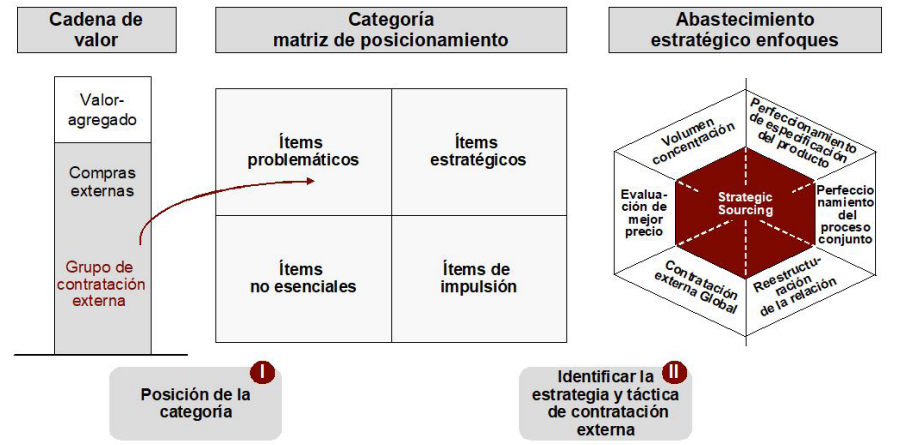 Cadena de
valor
Categoría
matriz de posicionamiento
Abastecimiento
estratégico enfoques
Valor-
agregado
Compras
externas
Grupo de
contratación
externa
Ítems
problemáticos
Ítems
estratégicos
Ítems
no esenciales
Ítems de
impulsión
Volumen
concentración
Perfeccionamiento
de especificación
del producto
Evalua-
ción de
mejor
precio
Strategic
Sourcing
Perfeccio
namiento
del
proceso
conjunto
Contratación
externa Global
Reestructu-
ración
de la relación
I
Posición de la
categoría
II
Identificar la
estrategia y táctica
de contratación
externa